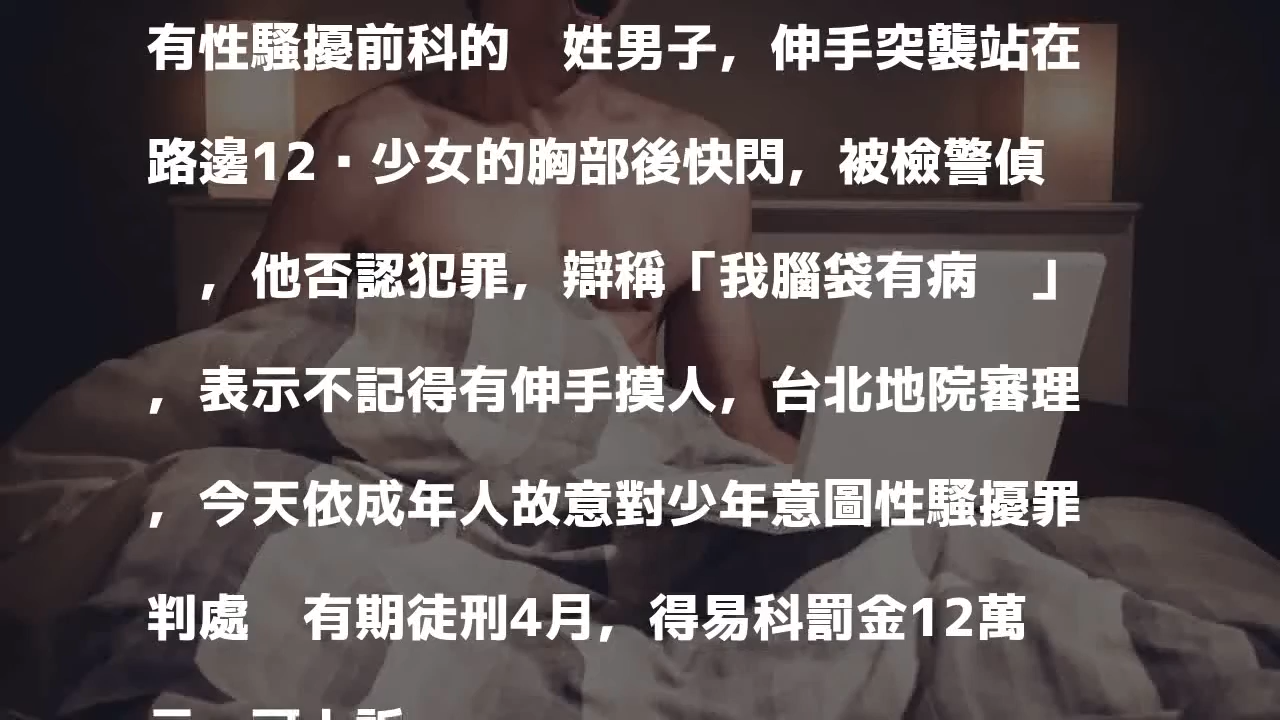 有性騷擾前科的　姓男子，伸手突襲站在
路邊12·少女的胸部後快閃，被檢警偵
　，他否認犯罪，辯稱「我腦袋有病　」
，表示不記得有伸手摸人，台北地院審理
，今天依成年人故意對少年意圖性騷擾罪
判處　有期徒刑4月，得易科罰金12萬